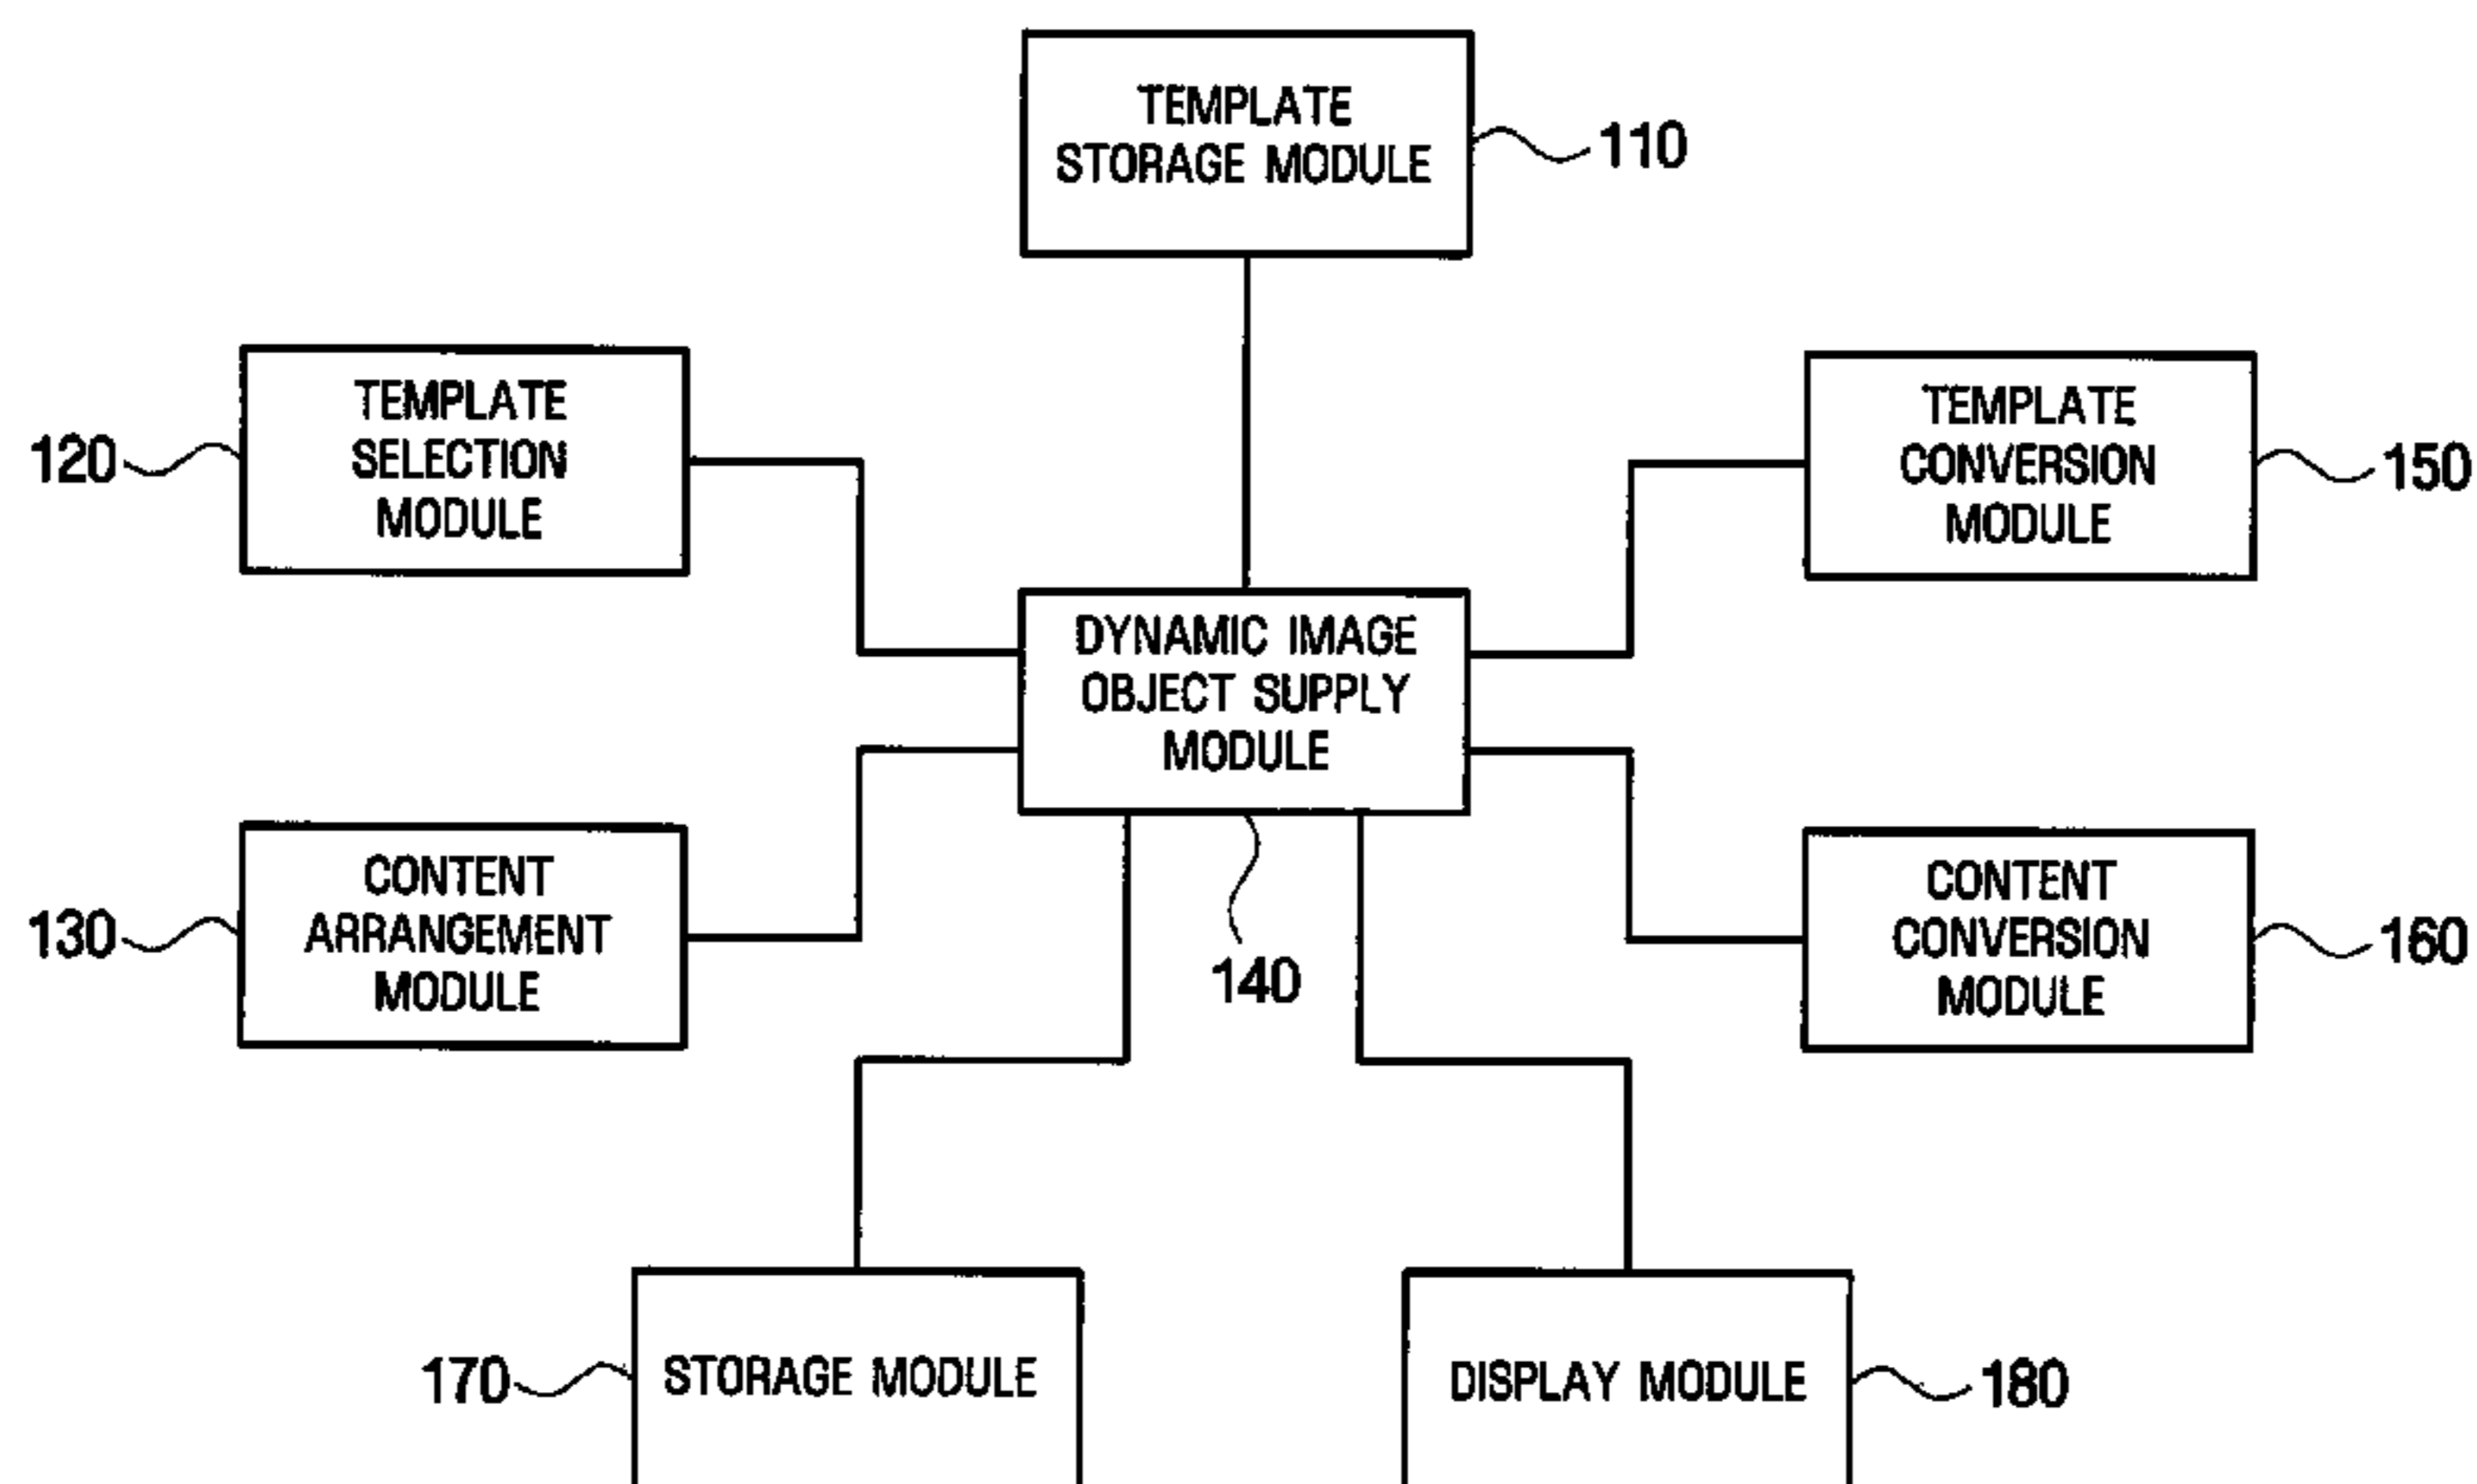 TEMPLATE
STORAGE MODULE
110
TEMPLATE
SELECTION
MODULE
120
TEMPLATE
CONVERSION
MODULE
150
DYNAMIC IMAGE
OBJECT SUPPLY
MODULE
140
CONTENT
ARRANGEMENT
MODULE
130
CONTENT
CONVERSION
MODULE
160
STORAGE MODULE
170
DISPLAY MODULE
180